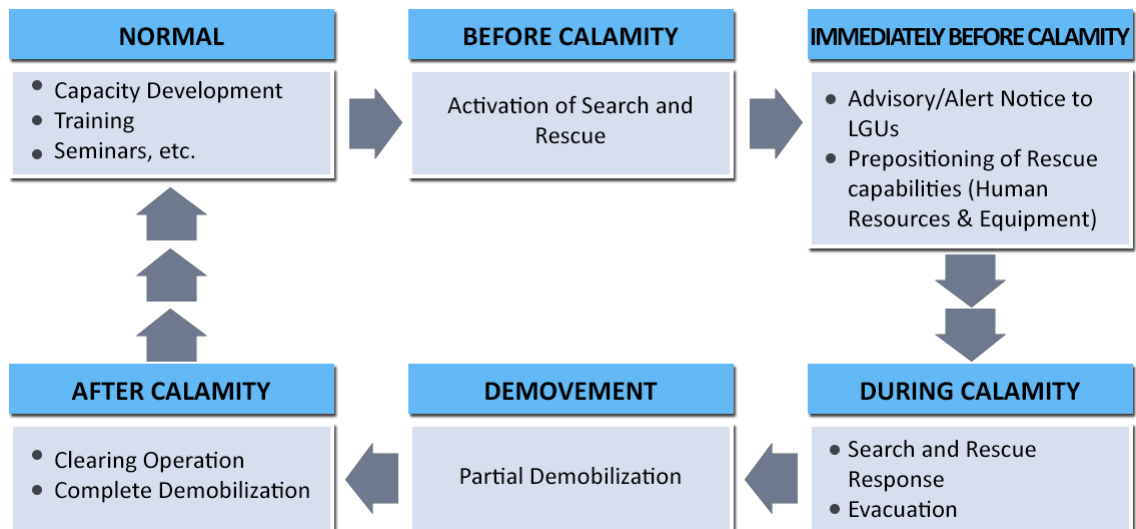 NORMAL
• Capacity Development
• Training
• Seminars, etc.
BEFORE CALAMITY
Activation of Search and
Rescue
IMMEDIATELY BEFORE CALAMITY
• Advisory/Alert Notice to
LGUs
• Prepositioning of Rescue
capabilities (Human
Resources & Equipment)
AFTER CALAMITY
• Clearing Operation
• Complete Demobilization
DEMOVEMENT
Partial Demobilization
DURING CALAMITY
• Search and Rescue
Response
• Evacuation